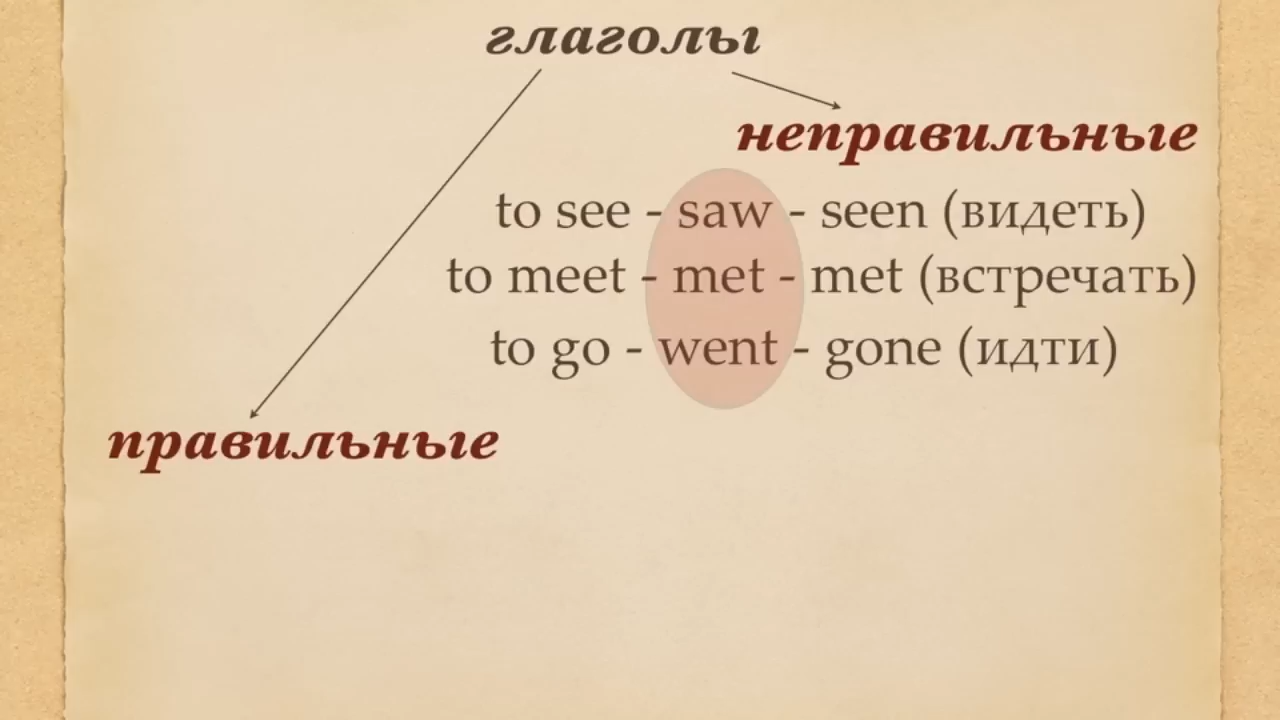 глаголы
неправильные
to see - saw - seen (видеть)
to meet - met - met (встречать)
to go - went - gone (идти)
правильные